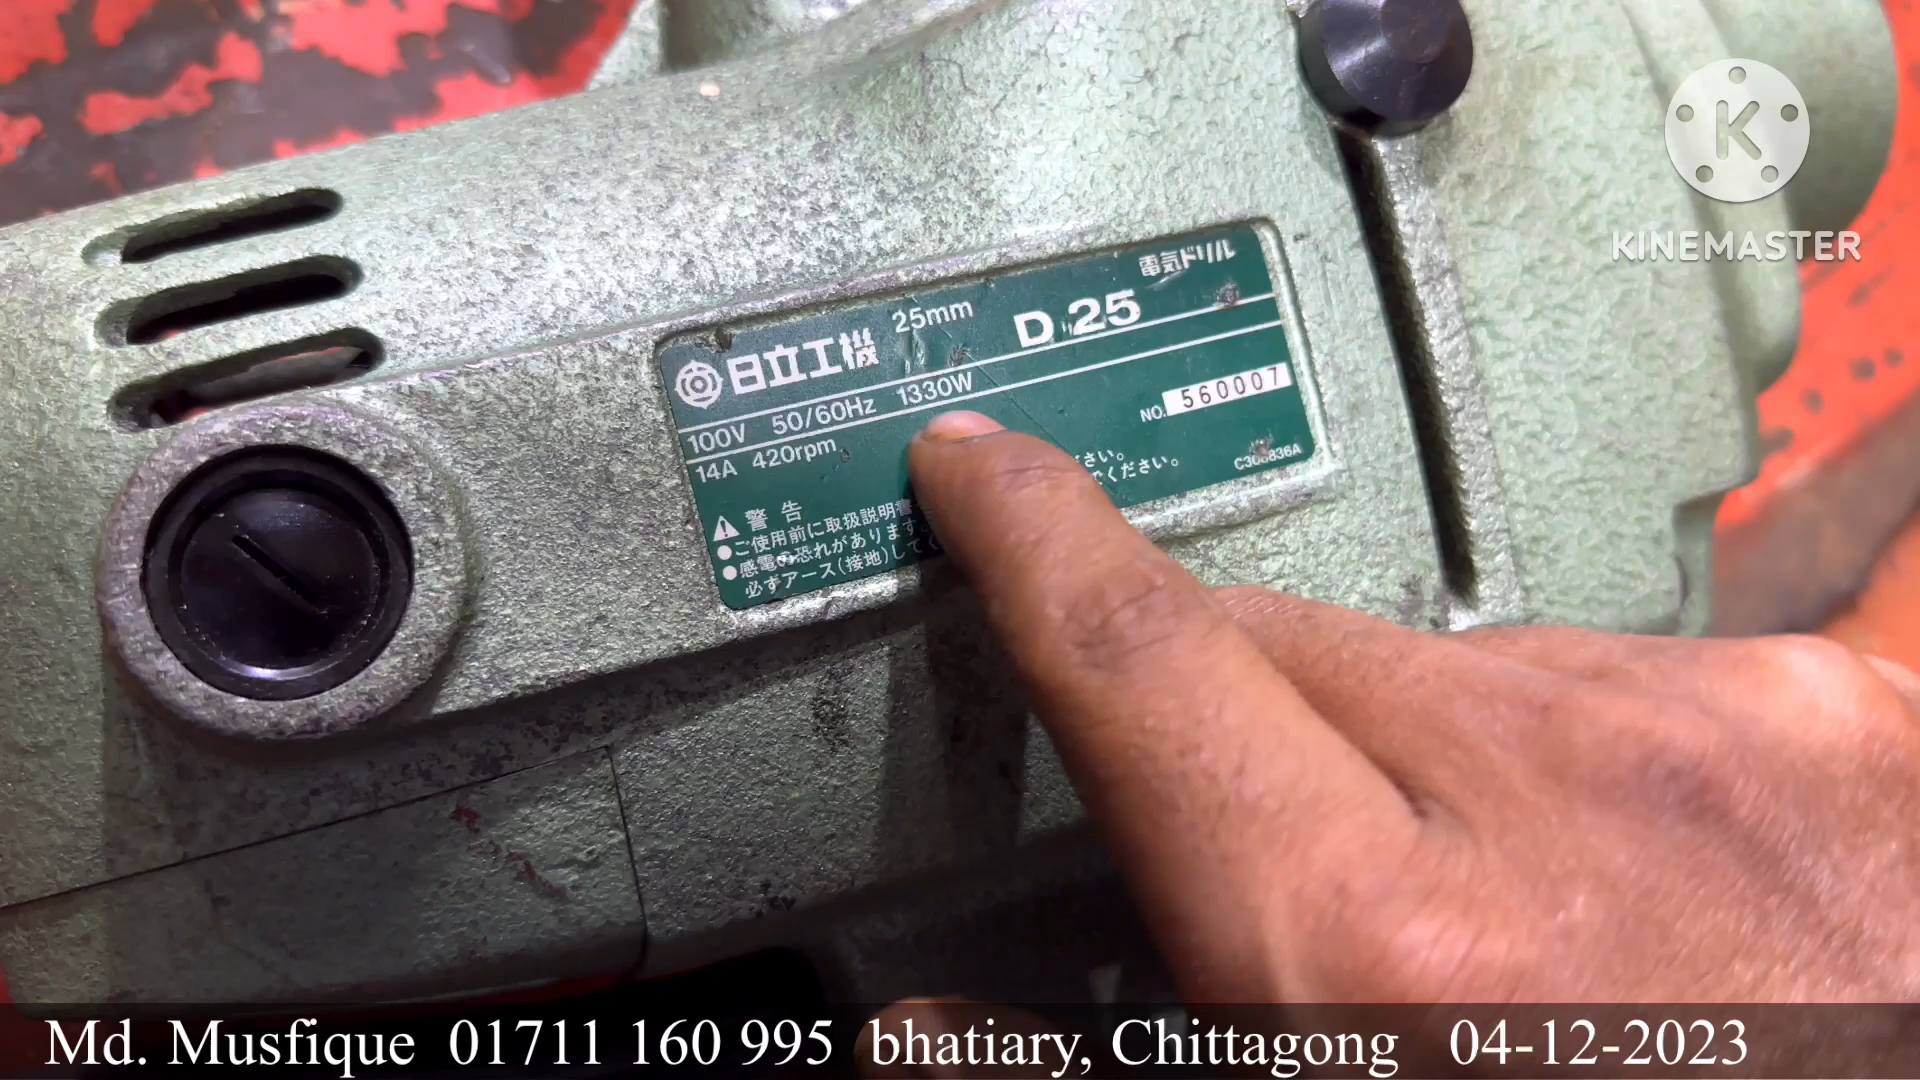 K
KINEMASTER
電気ドリル
日立工機 25mm D 25
100V 50/60Hz 1330W
14A 420rpm
NO. 560007
警告
ご使用前に取扱説明書 さい。
感電の恐れがあります でください。
必ずアース(接地)して
Md. Musfique 01711 160 995 bhatiary, Chittagong 04-12-2023